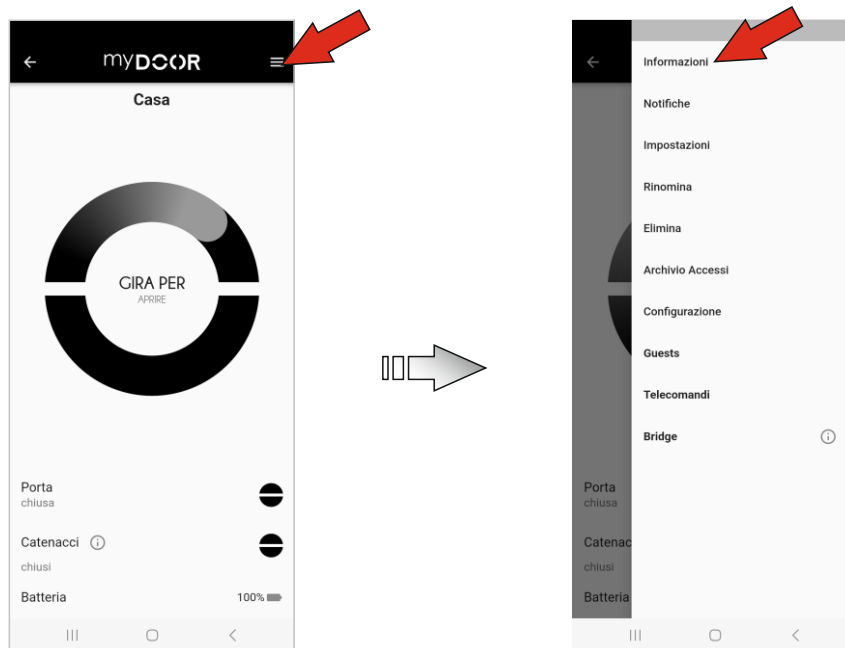 myDOOR
Casa
GIRA PER
APRIRE
Porta
chiusa
Catenacci
chiusi
Batteria
100%
Informazioni
Notifiche
Impostazioni
Rinomina
Elimina
Archivio Accessi
Configurazione
Guests
Telecomandi
Bridge
Porta
chiusa
Catenac
chiusi
Batteria